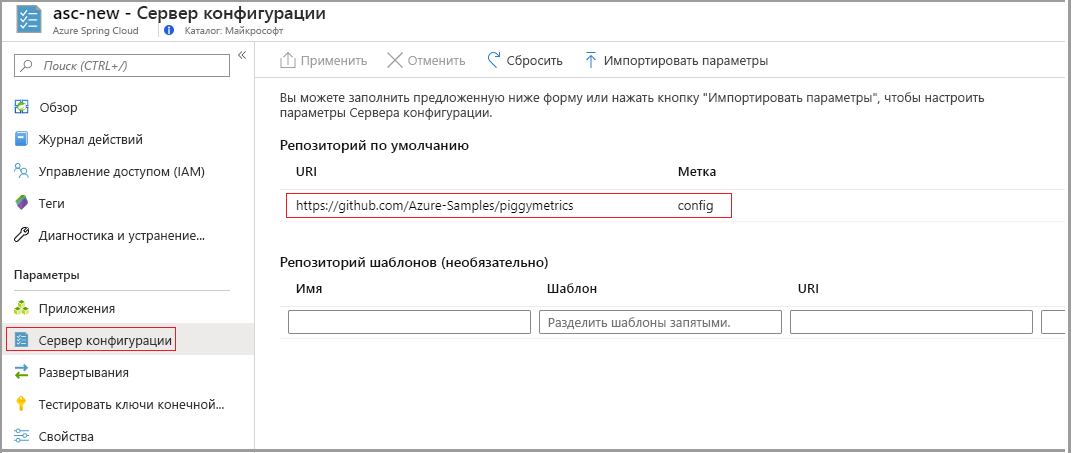 asc-new - Сервер конфигурации
Azure Spring Cloud
i Каталог: Майкрософт
Поиск (CTRL+/)
«
Обзор
Журнал действий
Управление доступом (IAM)
Теги
Диагностика и устранение...
Параметры
Приложения
Сервер конфигурации
Развертывания
Тестировать ключи конечной...
Свойства
Применить
Отменить
Сбросить
Импортировать параметры
Вы можете заполнить предложенную ниже форму или нажать кнопку "Импортировать параметры", чтобы настроить
параметры Сервера конфигурации.
Репозиторий по умолчанию
URI Метка
https://github.com/Azure-Samples/piggymetrics config
Репозиторий шаблонов (необязательно)
Имя Шаблон URI
Разделить шаблоны запятыми.